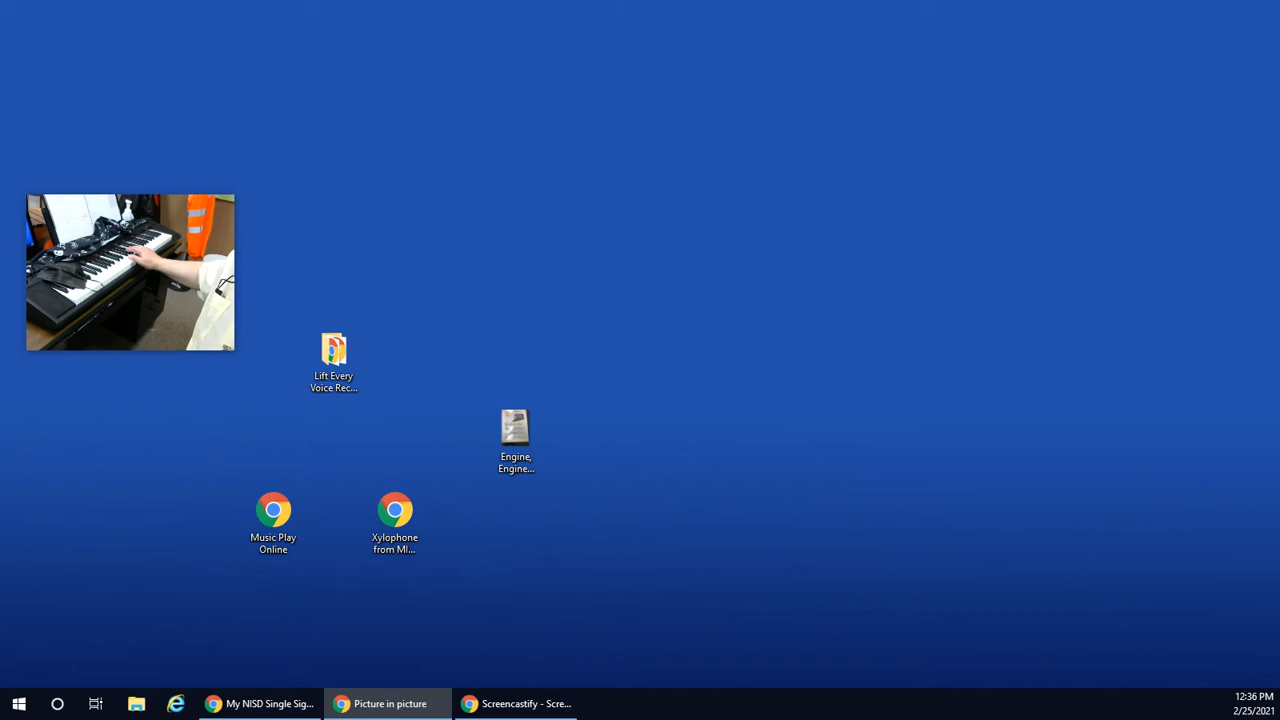 Lift Every
Voice Rec...
Engine,
Engine...
Music Play
Online
Xylophone
from MI...
My NISD Single Sig...
Picture in picture
Screencastify - Scre...
12:36 PM
2/25/2021